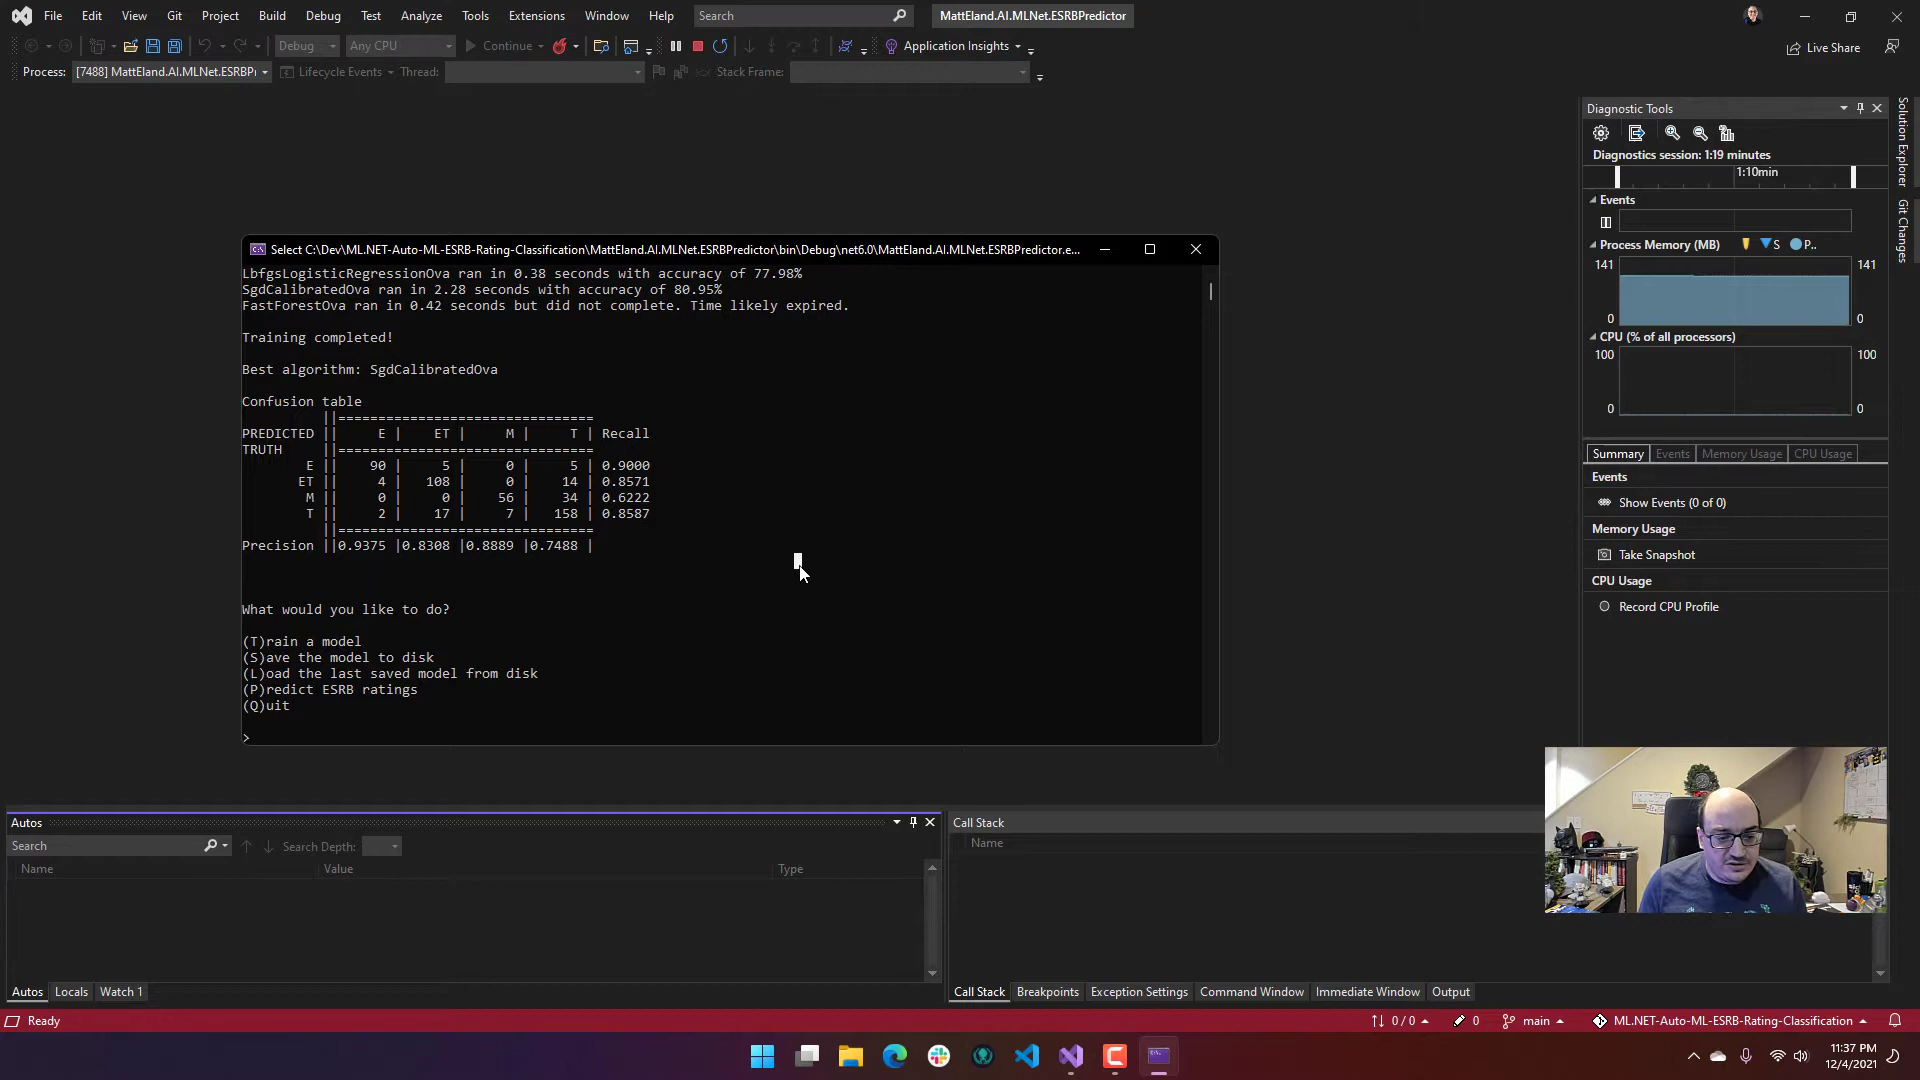 File Edit View Git Project Build Debug Test Analyze Tools Extensions Window Help Search MattEland.AI.MLNet.ESRBPredictor
Debug Any CPU Continue Application Insights Live Share
Process: [7488] MattEland.AI.MLNet.ESRBPr Lifecycle Events Thread: Stack Frame:
Diagnostic Tools
Diagnostics session: 1:19 minutes
1:10min
Events
Process Memory (MB) S P..
141 141
0 0
CPU (% of all processors)
100 100
0 0
Summary Events Memory Usage CPU Usage
Events
Show Events (0 of 0)
Memory Usage
Take Snapshot
CPU Usage
Record CPU Profile
Solution Explorer
Git Changes
Select C:\Dev\ML.NET-Auto-ML-ESRB-Rating-Classification\MattEland.AI.MLNet.ESRBPredictor\bin\Debug\net6.0\MattEland.AI.MLNet.ESRBPredictor.e...
LbfgsLogisticRegressionOva ran in 0.38 seconds with accuracy of 77.98%
SgdCalibratedOva ran in 2.28 seconds with accuracy of 80.95%
FastForestOva ran in 0.42 seconds but did not complete. Time likely expired.
Training completed!
Best algorithm: SgdCalibratedOva
Confusion table
||================================
PREDICTED || E | ET | M | T | Recall
TRUTH ||================================
E || 90 | 5 | 0 | 5 | 0.9000
ET || 4 | 108 | 0 | 14 | 0.8571
M || 0 | 0 | 56 | 34 | 0.6222
T || 2 | 17 | 7 | 158 | 0.8587
||================================
Precision ||0.9375 |0.8308 |0.8889 |0.7488 |
What would you like to do?
(T)rain a model
(S)ave the model to disk
(L)oad the last saved model from disk
(P)redict ESRB ratings
(Q)uit
>
Autos
Search Search Depth:
Name Value Type
Autos Locals Watch 1
Call Stack
Name
Call Stack Breakpoints Exception Settings Command Window Immediate Window Output
Ready 0 / 0 0 main ML.NET-Auto-ML-ESRB-Rating-Classification
11:37 PM
12/4/2021